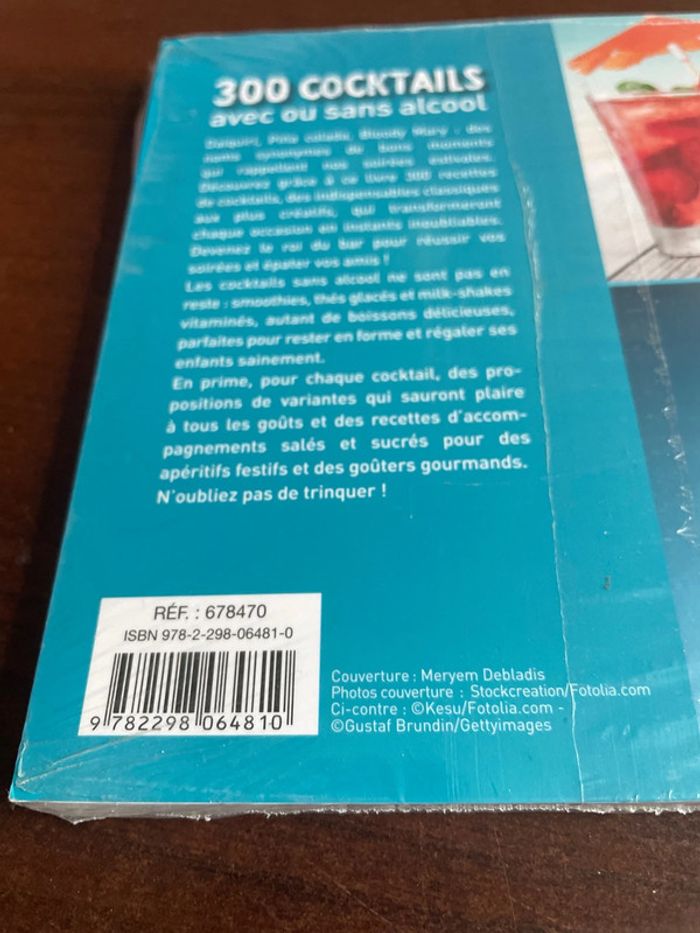 300 COCKTAILS
avec ou sans alcool
Daïquiri, Piña colada, Bloody Mary : des
noms synonymes de bons moments
qui rappellent nos soirées estivales.
Découvrez grâce à ce livre 300 recettes
de cocktails, des indispensables classiques
aux plus créatifs, qui transformeront
chaque occasion en instants inoubliables.
Devenez le roi du bar pour réussir vos
soirées et épater vos amis !
Les cocktails sans alcool ne sont pas en
reste : smoothies, thés glacés et milk-shakes
vitaminés, autant de boissons délicieuses,
parfaites pour rester en forme et régaler ses
enfants sainement.
En prime, pour chaque cocktail, des pro-
positions de variantes qui sauront plaire
à tous les goûts et des recettes d'accom-
pagnements salés et sucrés pour des
apéritifs festifs et des goûters gourmands.
N'oubliez pas de trinquer !
RÉF. : 678470
ISBN 978-2-298-06481-0
9 782298 064810
Couverture : Meryem Debladis
Photos couverture : Stockcreation/Fotolia.com
Ci-contre : ©Kesu/Fotolia.com -
©Gustaf Brundin/Gettyimages